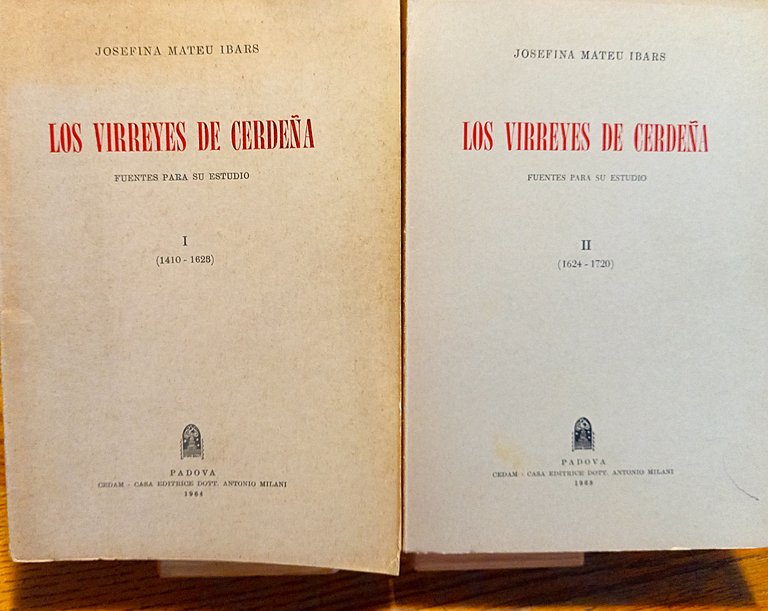 JOSEFINA MATEU IBARS
LOS VIRREYES DE CERDEÑA
FUENTES PARA SU ESTUDIO
I
(1410 - 1623)
PADOVA
CEDAM - CASA EDITRICE DOTT. ANTONIO MILANI
1964
JOSEFINA MATEU IBARS
LOS VIRREYES DE CERDEÑA
FUENTES PARA SU ESTUDIO
II
(1624 - 1720)
PADOVA
CEDAM - CASA EDITRICE DOTT. ANTONIO MILANI
1968